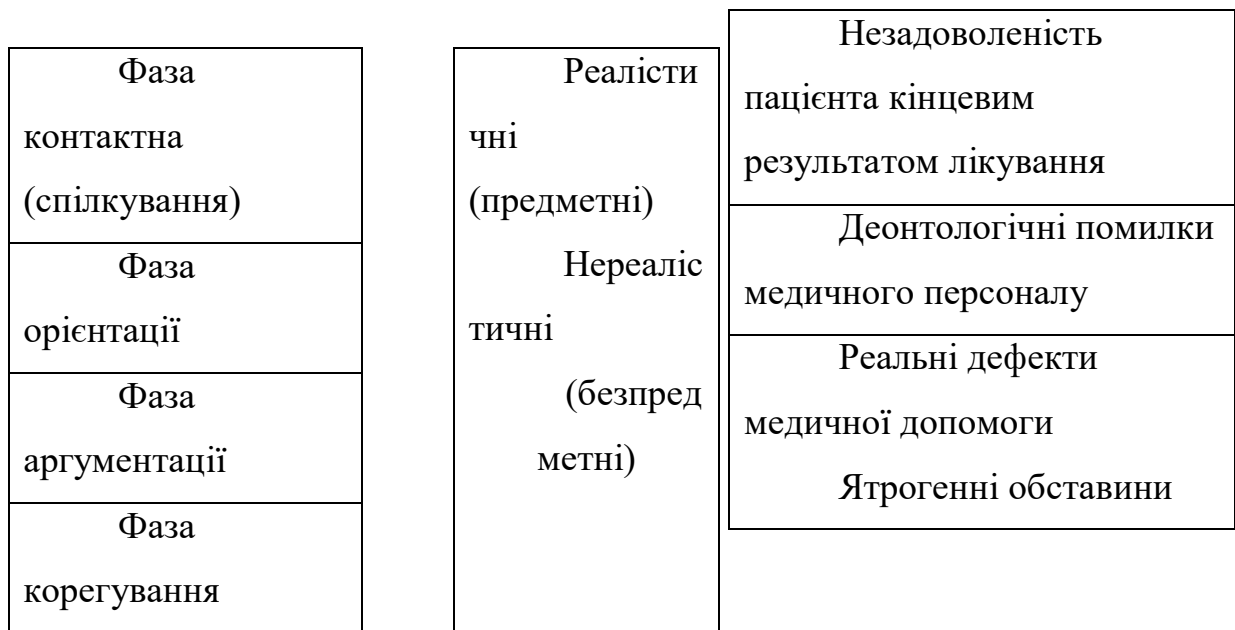 Фаза
контактна
(спілкування)
Фаза
орієнтації
Фаза
аргументації
Фаза
корегування
Реалісти
чні
(предметні)
Нереаліс
тичні
(безпред
метні)
Незадоволеність
пацієнта кінцевим
результатом лікування
Деонтологічні помилки
медичного персоналу
Реальні дефекти
медичної допомоги
Ятрогенні обставини